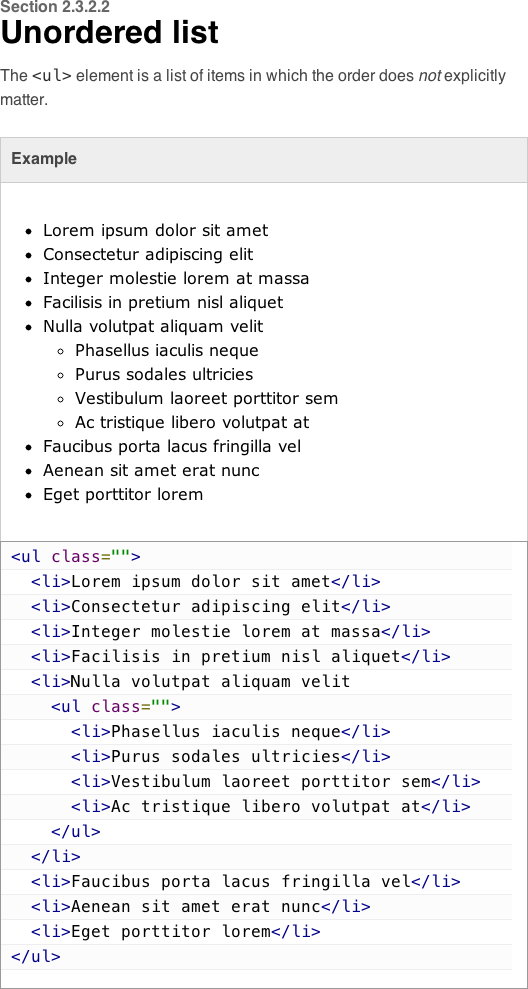 Section 2.3.2.2
Unordered list
The <ul> element is a list of items in which the order does not explicitly
matter.
Example
• Lorem ipsum dolor sit amet
• Consectetur adipiscing elit
• Integer molestie lorem at massa
• Facilisis in pretium nisl aliquet
• Nulla volutpat aliquam velit
◦ Phasellus iaculis neque
◦ Purus sodales ultricies
◦ Vestibulum laoreet porttitor sem
◦ Ac tristique libero volutpat at
• Faucibus porta lacus fringilla vel
• Aenean sit amet erat nunc
• Eget porttitor lorem
<ul class="">
  <li>Lorem ipsum dolor sit amet</li>
  <li>Consectetur adipiscing elit</li>
  <li>Integer molestie lorem at massa</li>
  <li>Facilisis in pretium nisl aliquet</li>
  <li>Nulla volutpat aliquam velit
    <ul class="">
      <li>Phasellus iaculis neque</li>
      <li>Purus sodales ultricies</li>
      <li>Vestibulum laoreet porttitor sem</li>
      <li>Ac tristique libero volutpat at</li>
    </ul>
  </li>
  <li>Faucibus porta lacus fringilla vel</li>
  <li>Aenean sit amet erat nunc</li>
  <li>Eget porttitor lorem</li>
</ul>